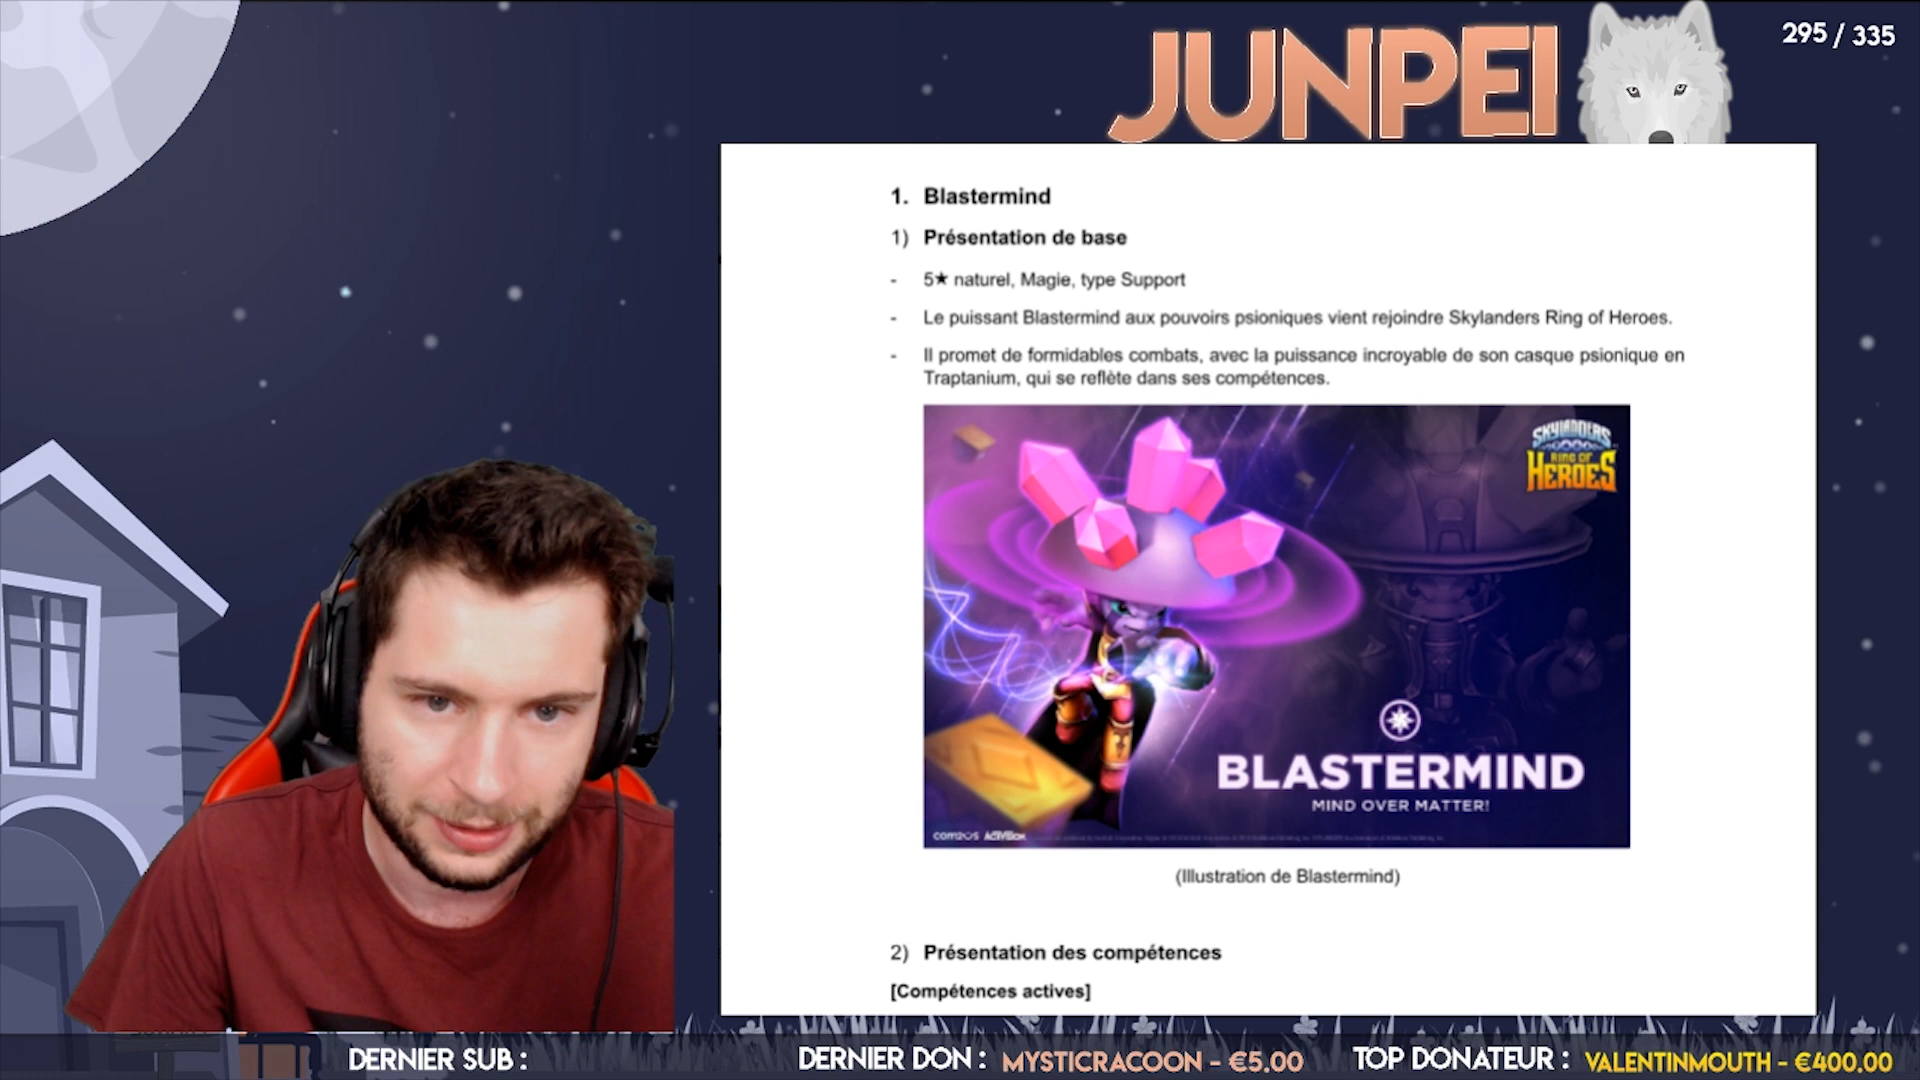 JUNPEI
295 / 335
1. Blastermind
1) Présentation de base
- 5★ naturel, Magie, type Support
- Le puissant Blastermind aux pouvoirs psioniques vient rejoindre Skylanders Ring of Heroes.
- Il promet de formidables combats, avec la puissance incroyable de son casque psionique en
Traptanium, qui se reflète dans ses compétences.
SKYLANDERS
RING OF
HEROES
BLASTERMIND
MIND OVER MATTER!
COM2US ACTIVISION
(Illustration de Blastermind)
2) Présentation des compétences
[Compétences actives]
DERNIER SUB :
DERNIER DON : MYSTICRACOON - €5.00
TOP DONATEUR : VALENTINMOUTH - €400.00